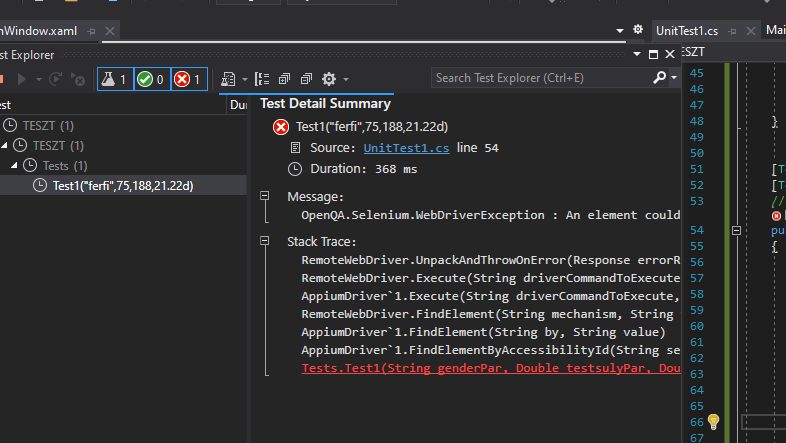 nWindow.xaml
UnitTest1.cs
Mai
st Explorer
ESZT
1 0 1
Search Test Explorer (Ctrl+E)
est
Dur
Test Detail Summary
TESZT (1)
TESZT (1)
Tests (1)
Test1("ferfi",75,188,21.22d)
Test1("ferfi",75,188,21.22d)
Source: UnitTest1.cs line 54
Duration: 368 ms
Message:
OpenQA.Selenium.WebDriverException : An element could
Stack Trace:
RemoteWebDriver.UnpackAndThrowOnError(Response errorR
RemoteWebDriver.Execute(String driverCommandToExecute
AppiumDriver`1.Execute(String driverCommandToExecute,
RemoteWebDriver.FindElement(String mechanism, String
AppiumDriver`1.FindElement(String by, String value)
AppiumDriver`1.FindElementByAccessibilityId(String se
Tests.Test1(String genderPar, Double testsulyPar, Dou
45
46
47
48 }
49
50
51 [Te
52 [Te
53 //
54 pu
55 {
56
57
58
59
60
61
62
63
64
65
66
67